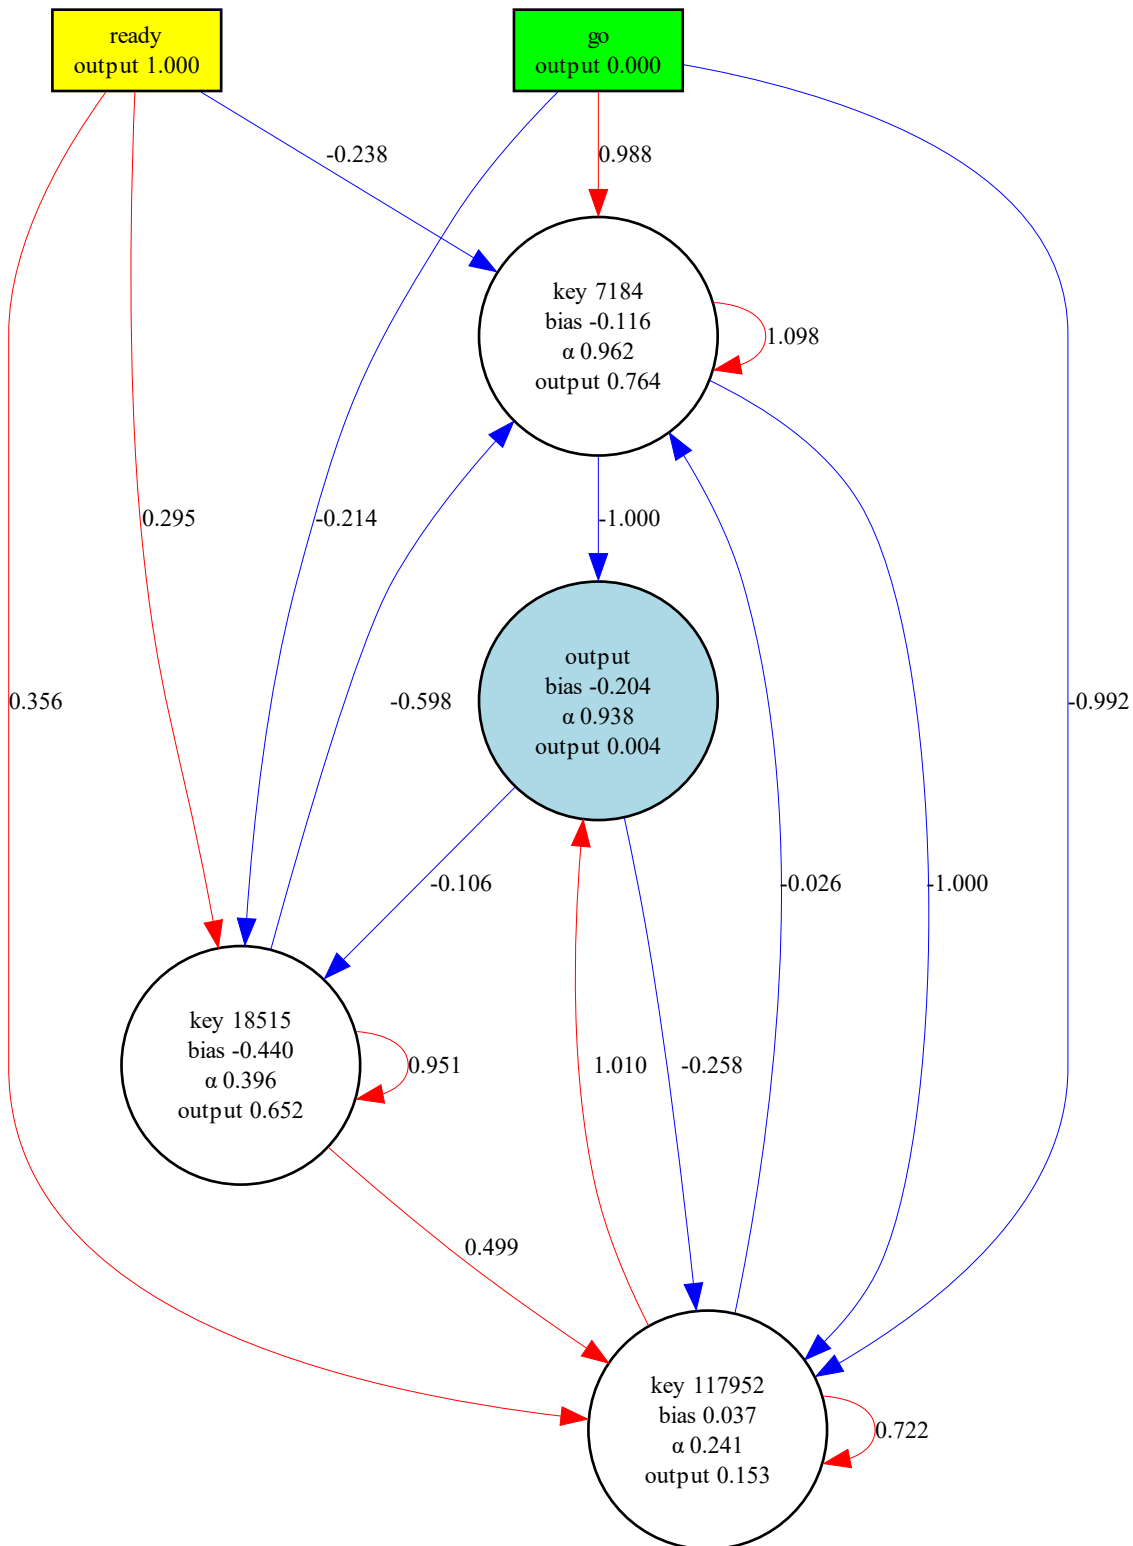 ready
output 1.000
go
output 0.000
-0.238
0.988
key 7184
bias -0.116
α 0.962
output 0.764
1.098
0.295
-0.214
-1.000
output
bias -0.204
α 0.938
output 0.004
0.356
-0.598
-0.992
-0.106
-0.026
-1.000
key 18515
bias -0.440
α 0.396
output 0.652
0.951
1.010
-0.258
0.499
key 117952
bias 0.037
α 0.241
output 0.153
0.722